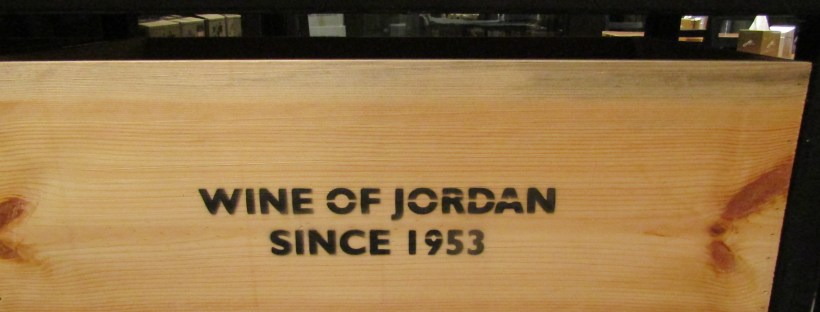 WINE OF JORDAN
SINCE 1953